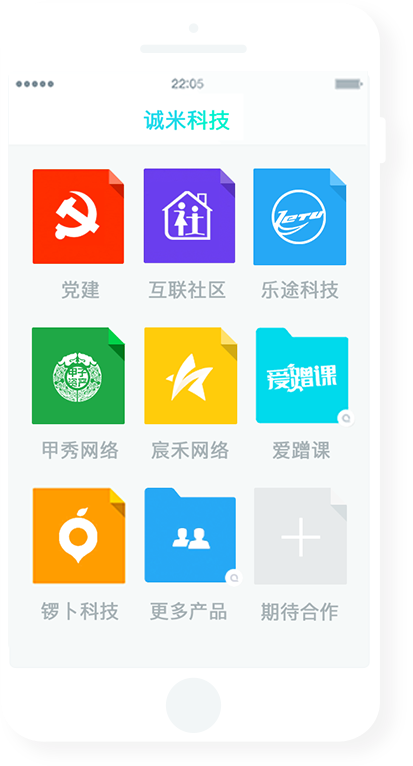 22:05
诚米科技
党建
互联社区
Letu
乐途科技
爱蹭课
甲秀网络
宸禾网络
爱蹭课
锣卜科技
更多产品
期待合作